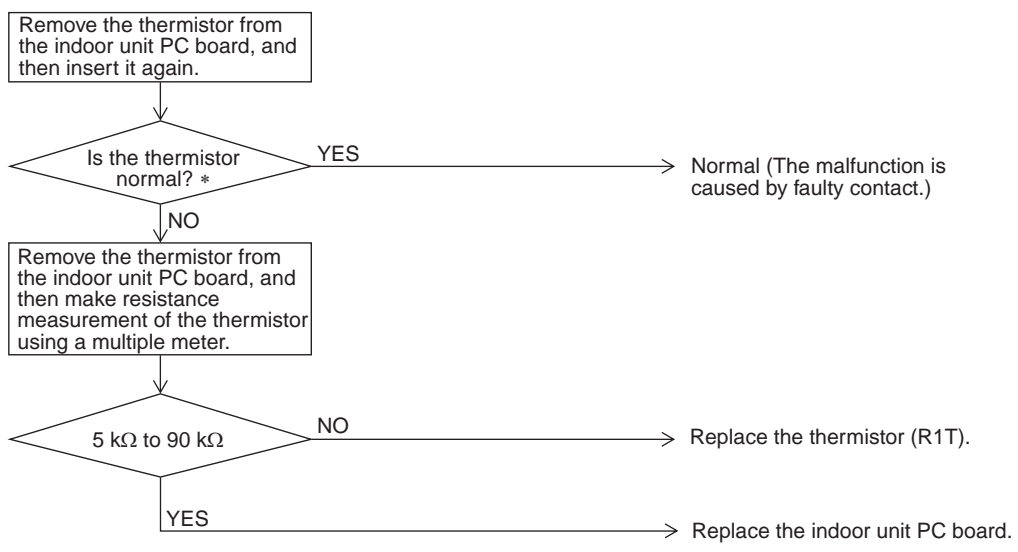 Remove the thermistor from
the indoor unit PC board, and
then insert it again.
Is the thermistor
normal? *
YES
Normal (The malfunction is
caused by faulty contact.)
NO
Remove the thermistor from
the indoor unit PC board, and
then make resistance
measurement of the thermistor
using a multiple meter.
5 kΩ to 90 kΩ
NO
Replace the thermistor (R1T).
YES
Replace the indoor unit PC board.